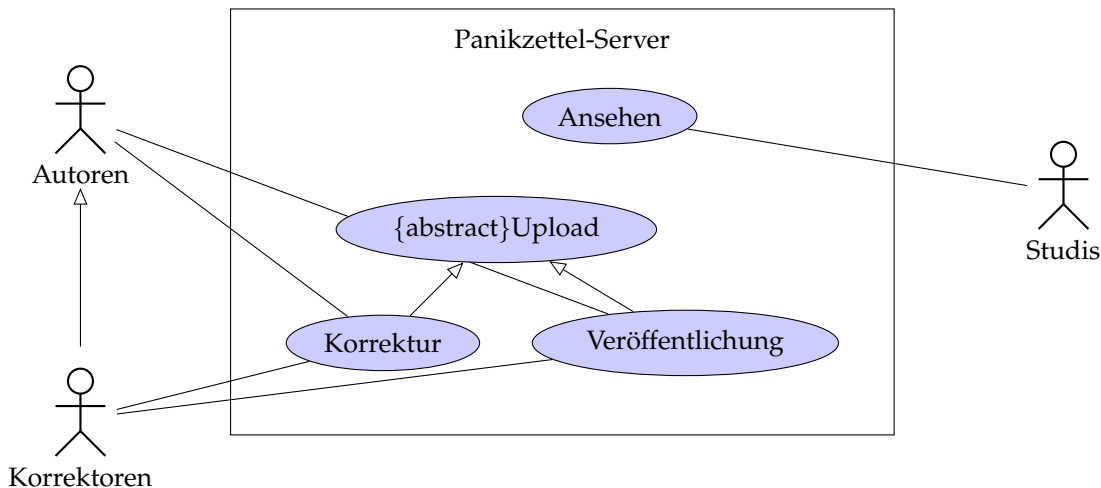 Panikzettel-Server
Ansehen
Autoren
{abstract}Upload
Studis
Korrektur
Veröffentlichung
Korrektoren